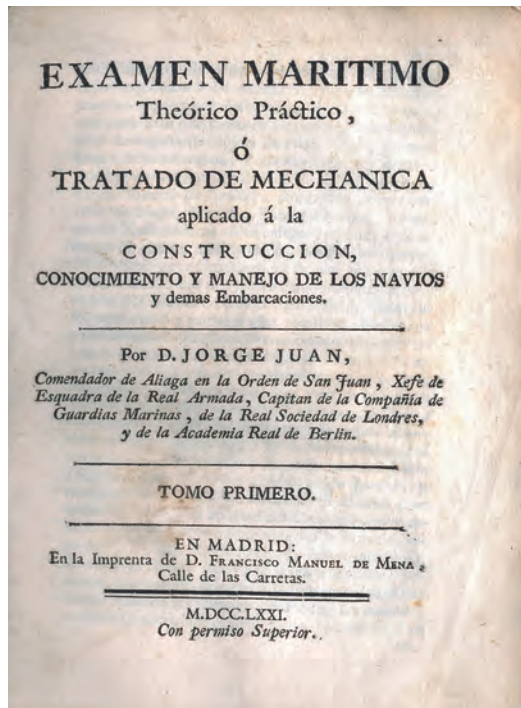 EXAMEN MARITIMO
Theórico Práctico,
ó
TRATADO DE MECHANICA
aplicado á la
CONSTRUCCION,
CONOCIMIENTO Y MANEJO DE LOS NAVIOS
y demas Embarcaciones.
Por D. JORGE JUAN,
Comendador de Aliaga en la Orden de San Juan, Xefe de
Esquadra de la Real Armada, Capitan de la Compañía de
Guardias Marinas, de la Real Sociedad de Londres,
y de la Academia Real de Berlin.
TOMO PRIMERO.
EN MADRID:
En la Imprenta de D. FRANCISCO MANUEL DE MENA,
Calle de las Carretas.
M.DCC.LXXI.
Con permiso Superior.